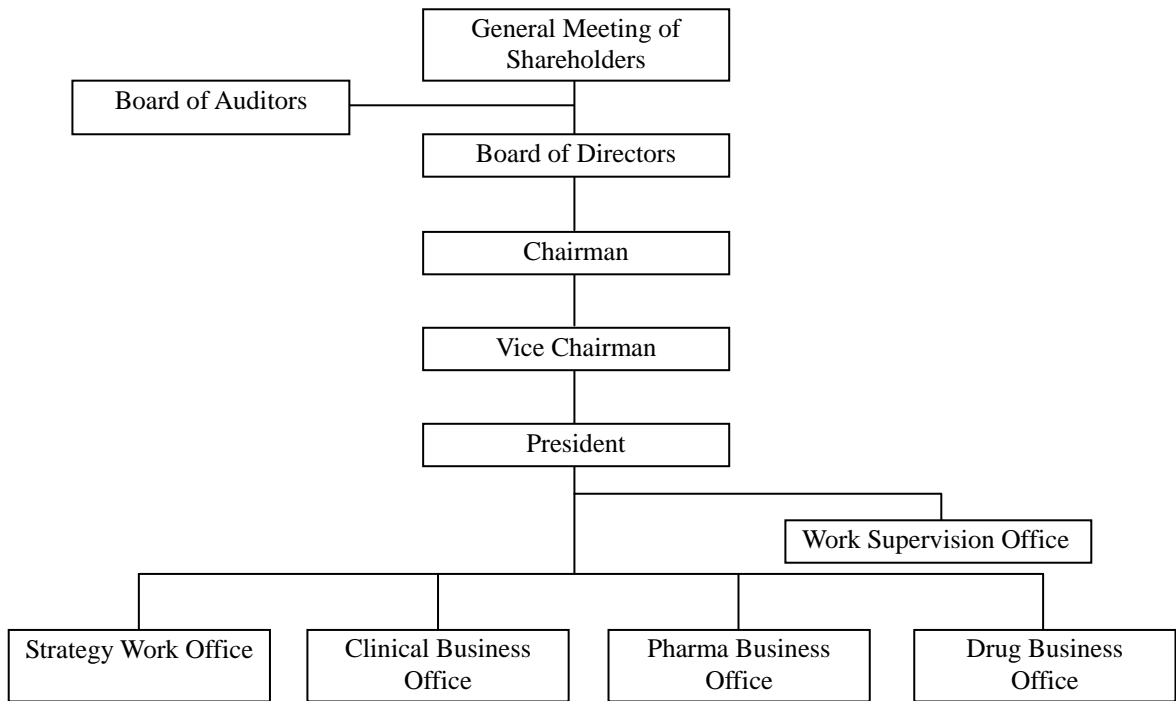 General Meeting of
Shareholders
Board of Auditors
Board of Directors
Chairman
Vice Chairman
President
Work Supervision Office
Strategy Work Office
Clinical Business
Office
Pharma Business
Office
Drug Business
Office